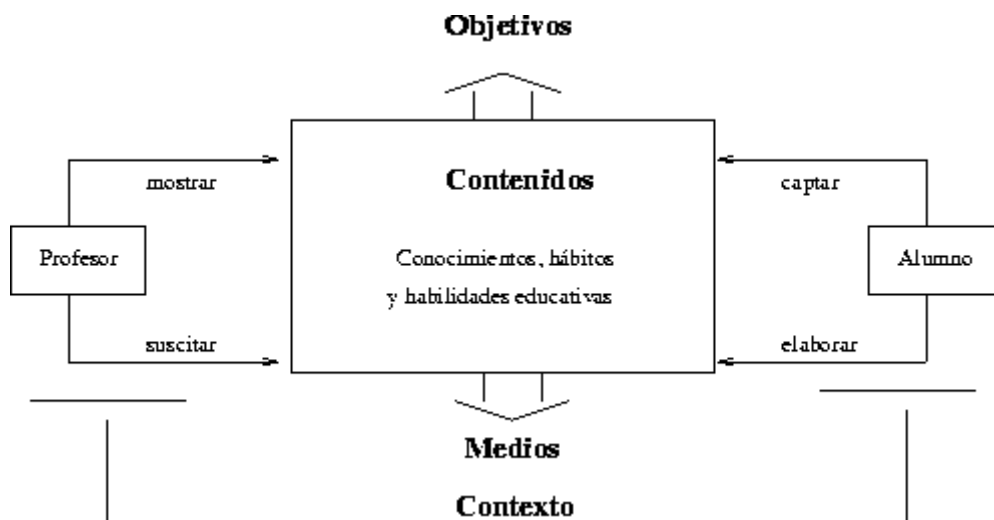 Objetivos
mostrar
captar
Contenidos
Profesor
Conocimientos, hábitos
y habilidades educativas
Alumno
suscitar
elaborar
Medios
Contexto